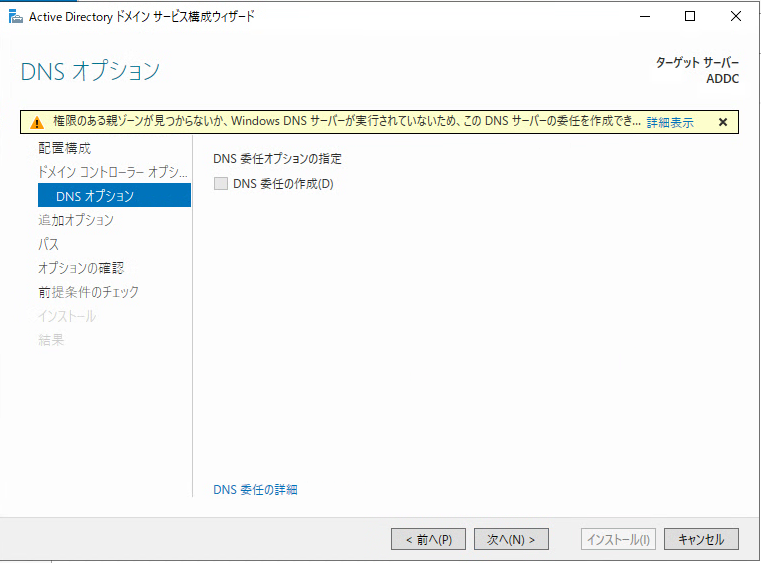 Active Directory ドメイン サービス構成ウィザード
DNS オプション
ターゲット サーバー
ADDC
権限のある親ゾーンが見つからないか、Windows DNS サーバーが実行されていないため、この DNS サーバーの委任を作成でき... 詳細表示
配置構成
ドメイン コントローラー オプシ...
DNS オプション
追加オプション
パス
オプションの確認
前提条件のチェック
インストール
結果
DNS 委任オプションの指定
DNS 委任の作成(D)
DNS 委任の詳細
< 前へ(P)
次へ(N) >
インストール(I)
キャンセル